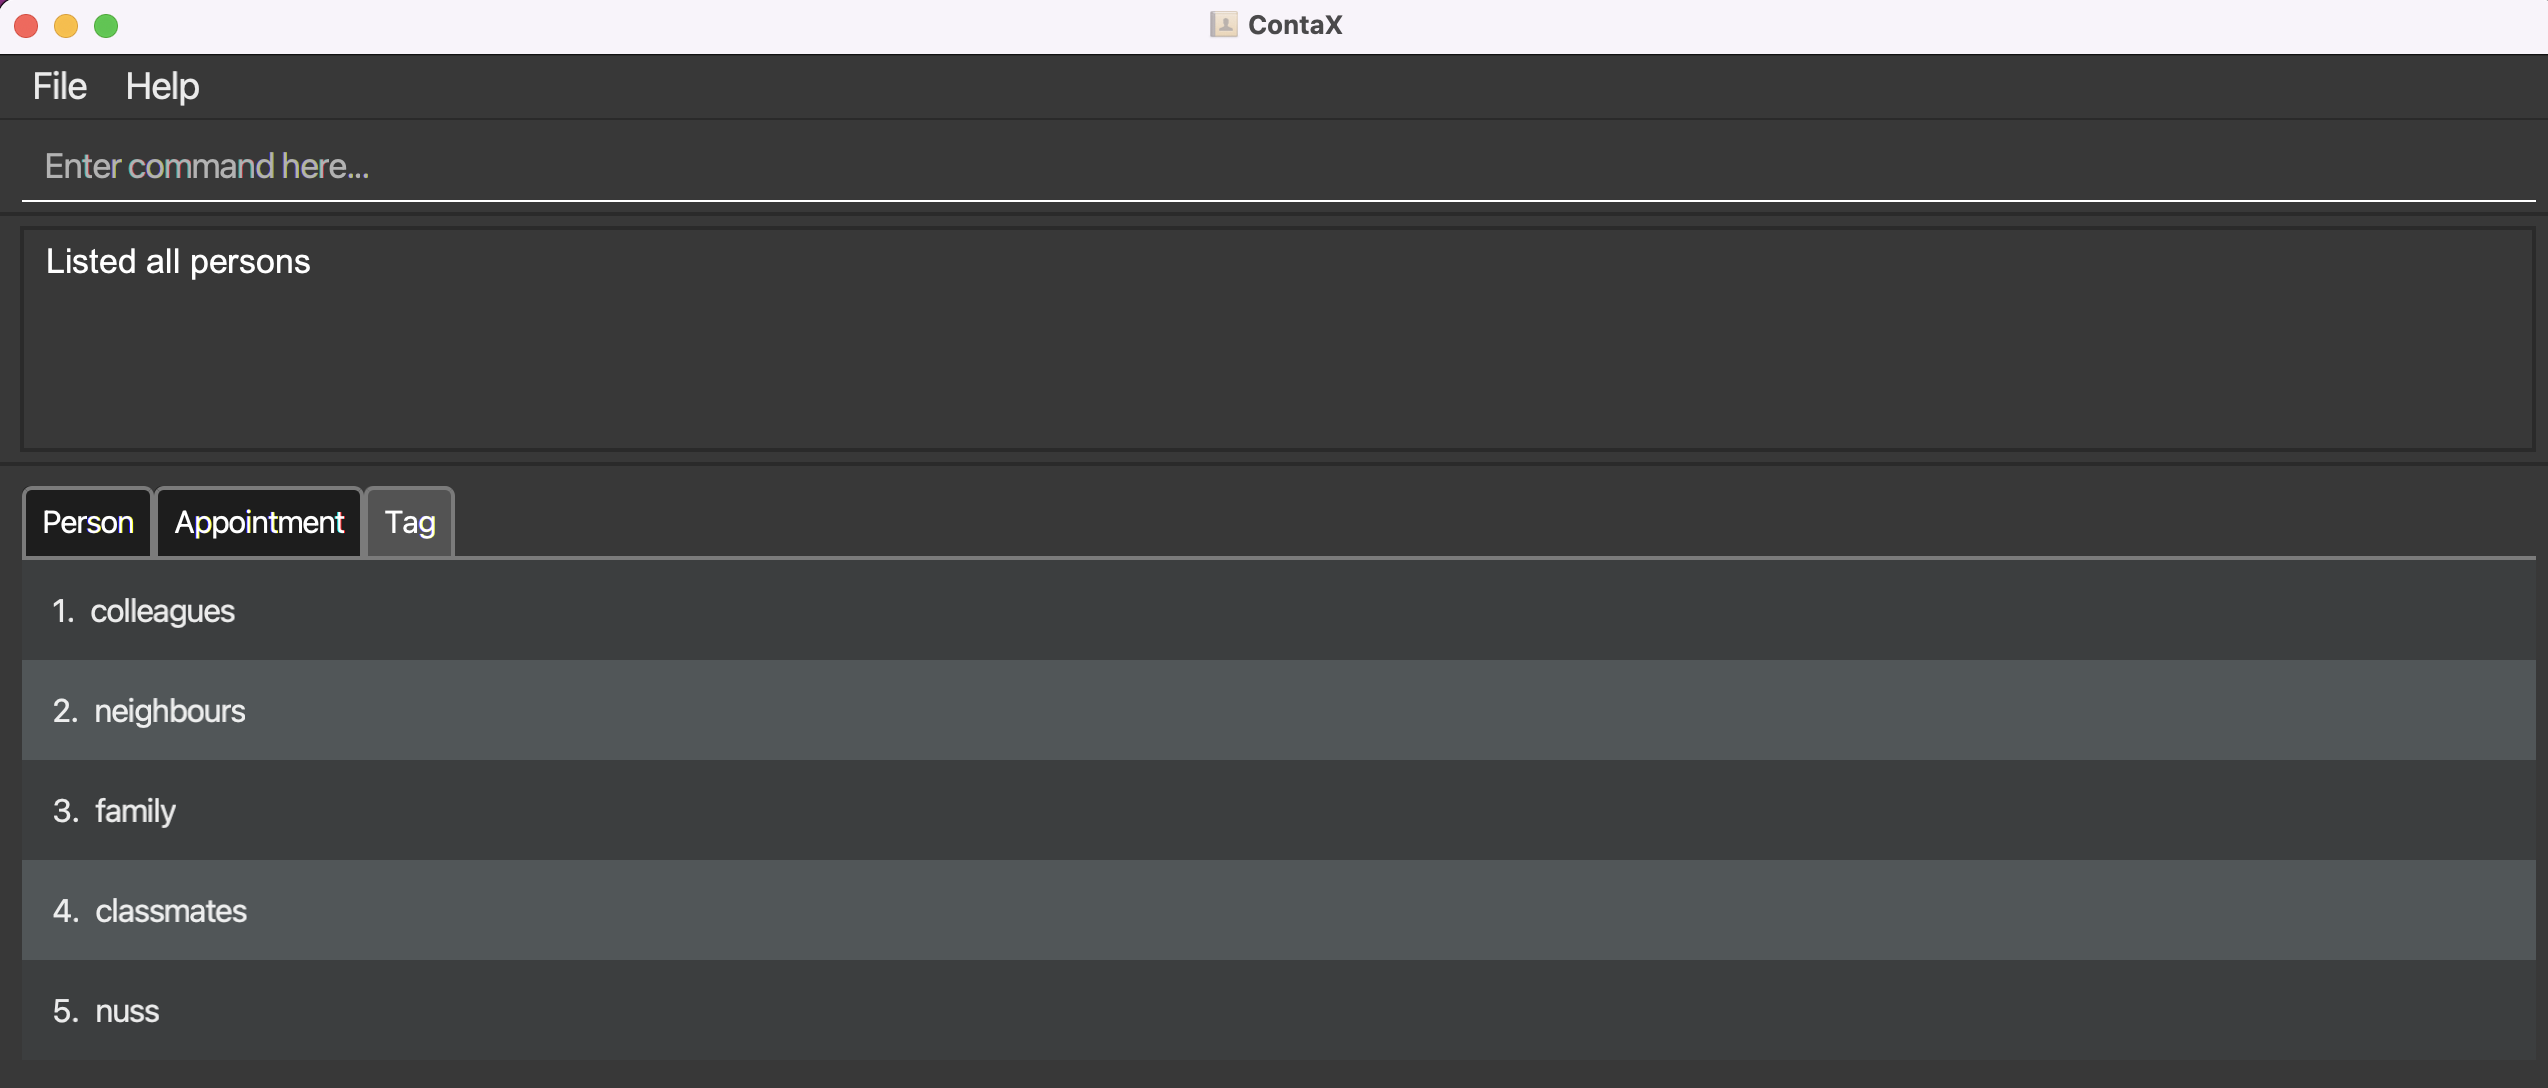 ContaX
File Help
Enter command here...
Listed all persons
Person Appointment Tag
1. colleagues
2. neighbours
3. family
4. classmates
5. nuss